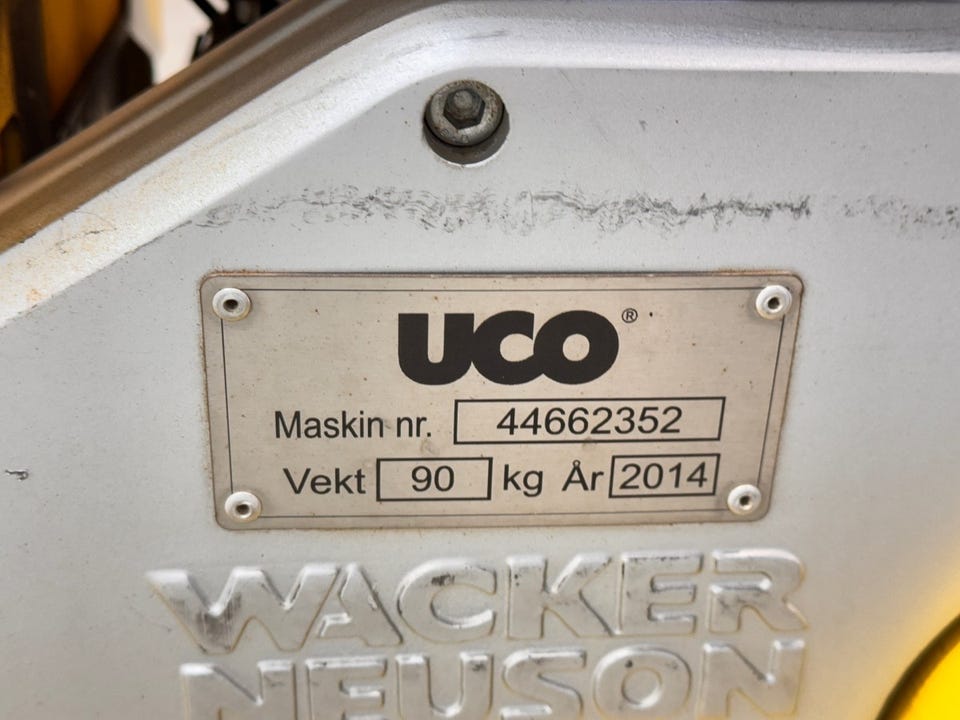 UCO®
Maskin nr. 44662352
Vekt 90 kg År 2014
WACKER
NEUSON